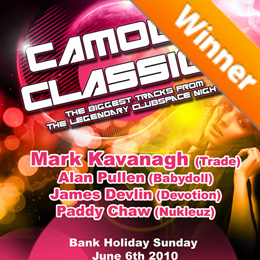 CAMOU
CLASSIC
Winner
THE BIGGEST TRACKS FROM
THE LEGENDARY CLUBSPACE NIGH
Mark Kavanagh (Trade)
Alan Pullen (Babydoll)
James Devlin (Devotion)
Paddy Chaw (Nukleuz)
Bank Holiday Sunday
June 6th 2010